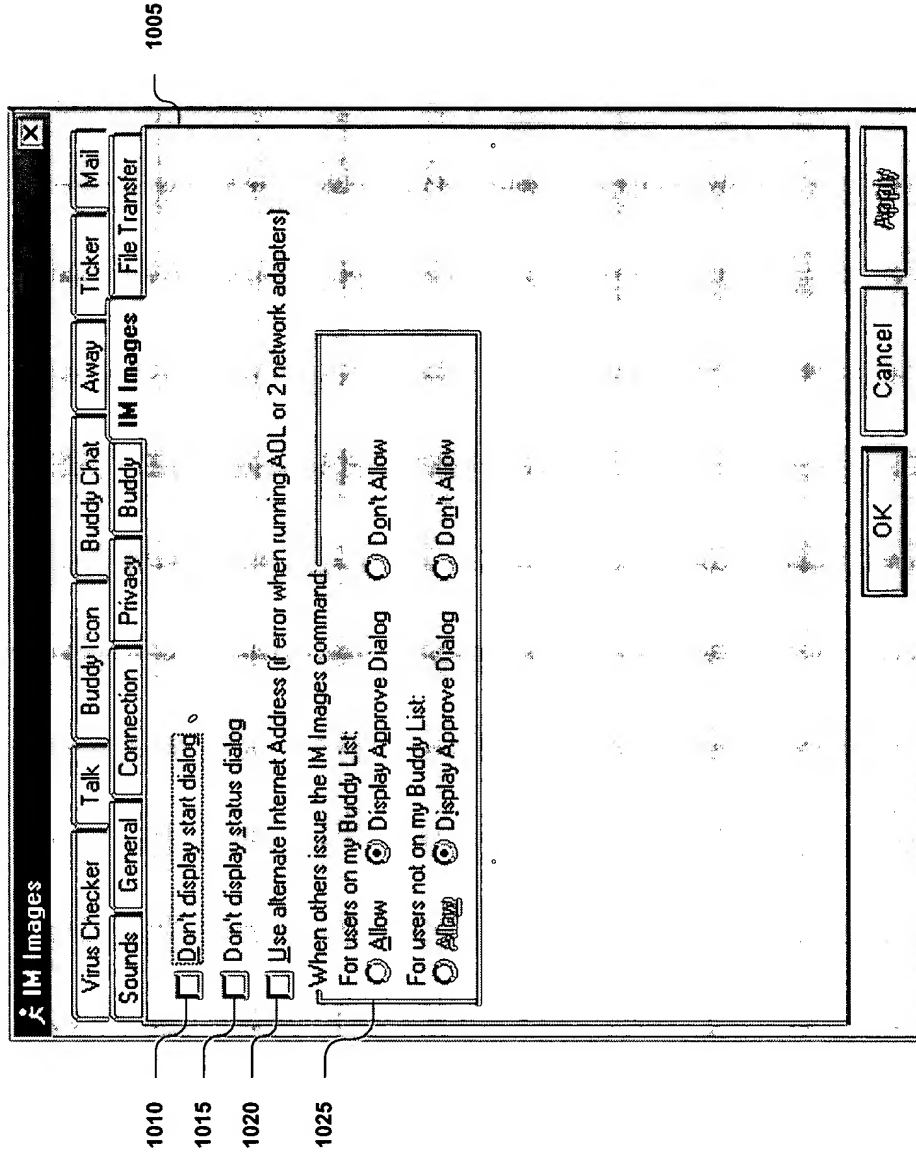 IM Images
Virus Checker Talk Buddy Icon Buddy Chat Away Ticker Mail
Sounds General Connection Privacy Buddy IM Images File Transfer
1005
1010
Don't display start dialog
1015
Don't display status dialog
1020
Use alternate Internet Address (if error when running AOL or 2 network adapters)
1025
When others issue the IM Images command:
For users on my Buddy List:
Allow Display Approve Dialog Don't Allow
For users not on my Buddy List:
Allow Display Approve Dialog Don't Allow
OK Cancel Apply